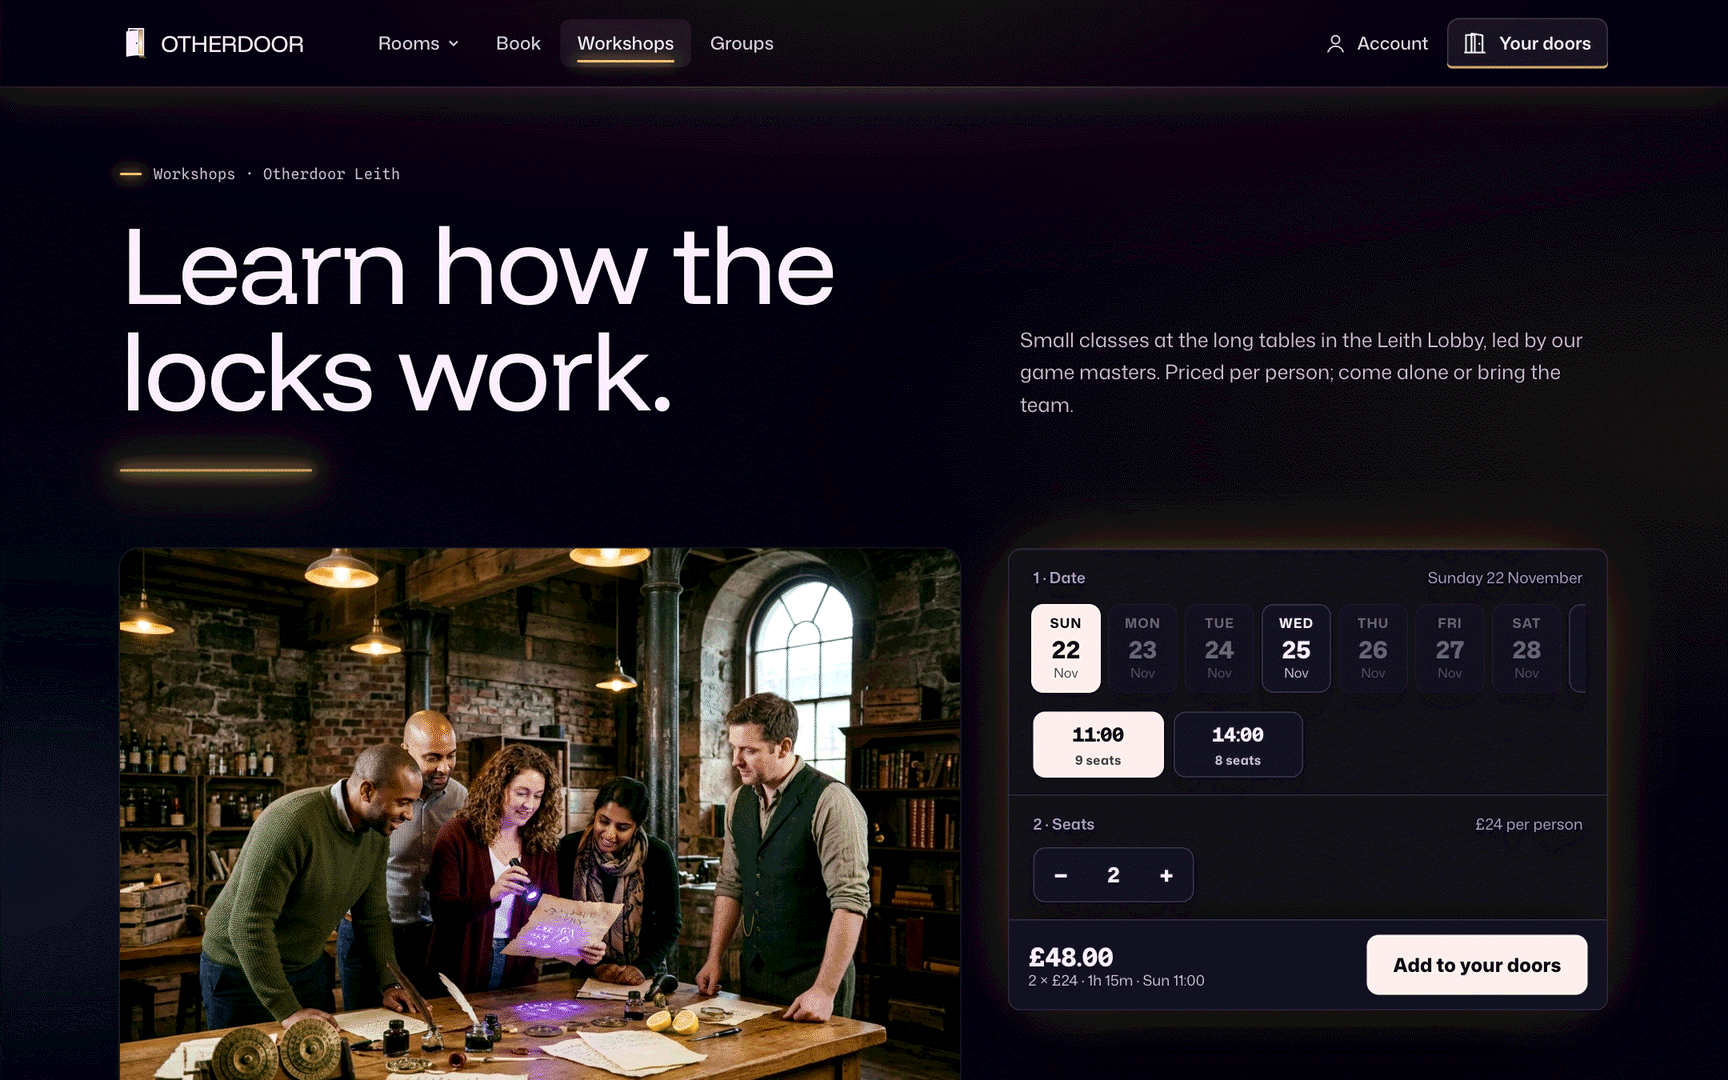 OTHERDOOR
Rooms
Book
Workshops
Groups
Account
Your doors
Workshops · Otherdoor Leith
Learn how the
locks work.
Small classes at the long tables in the Leith Lobby, led by our
game masters. Priced per person; come alone or bring the
team.
1 · Date
Sunday 22 November
SUN
22
Nov
MON
23
Nov
TUE
24
Nov
WED
25
Nov
THU
26
Nov
FRI
27
Nov
SAT
28
Nov
11:00
9 seats
14:00
8 seats
2 · Seats
£24 per person
− 2 +
£48.00
2 × £24 · 1h 15m · Sun 11:00
Add to your doors